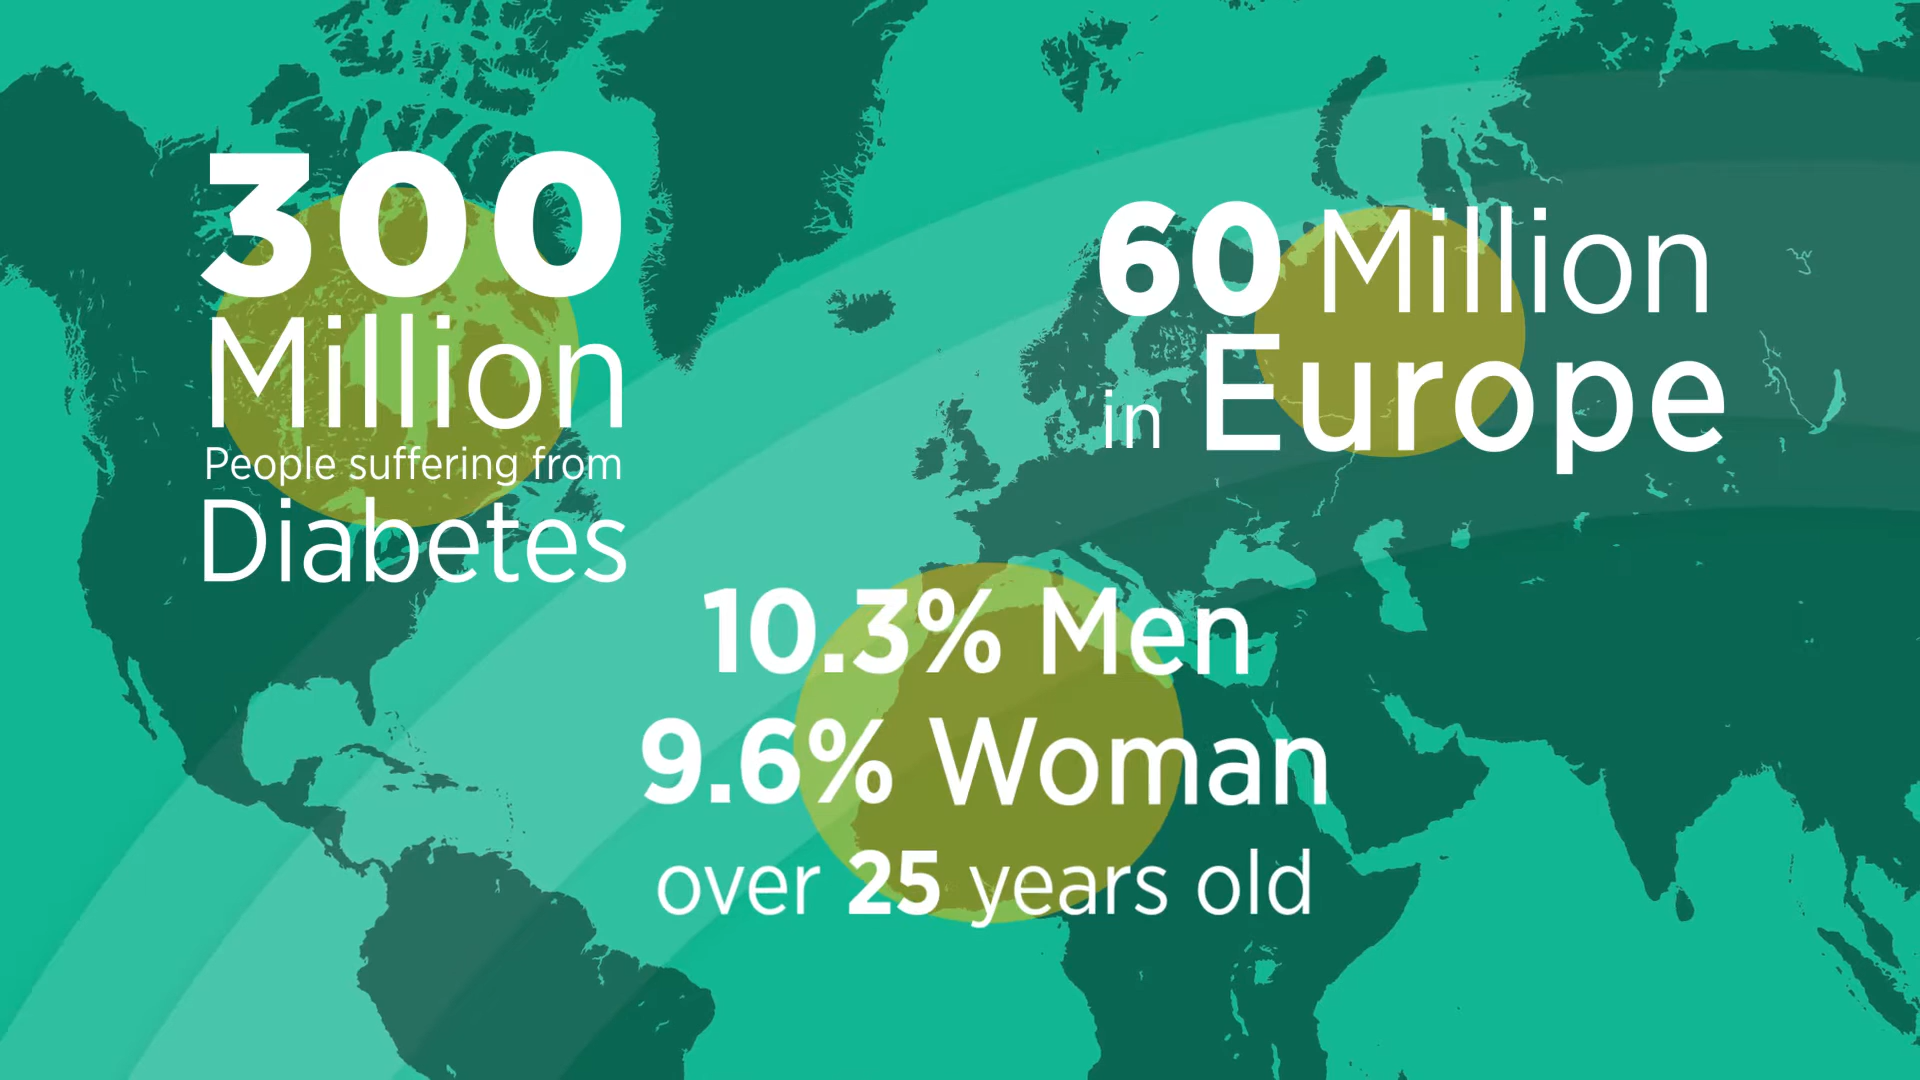 300
Million
People suffering from
Diabetes
60 Million
in Europe
10.3% Men
9.6% Woman
over 25 years old